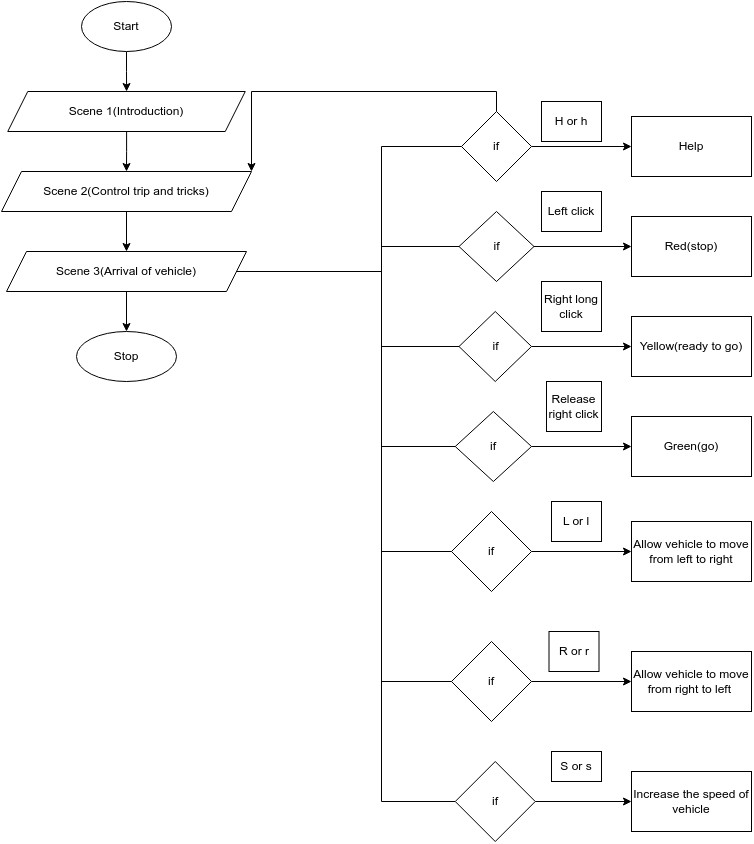 Start
Scene 1(Introduction)
Scene 2(Control trip and tricks)
Scene 3(Arrival of vehicle)
Stop
if
H or h
Help
if
Left click
Red(stop)
if
Right long
click
Yellow(ready to go)
if
Release
right click
Green(go)
if
L or l
Allow vehicle to move
from left to right
if
R or r
Allow vehicle to move
from right to left
if
S or s
Increase the speed of
vehicle